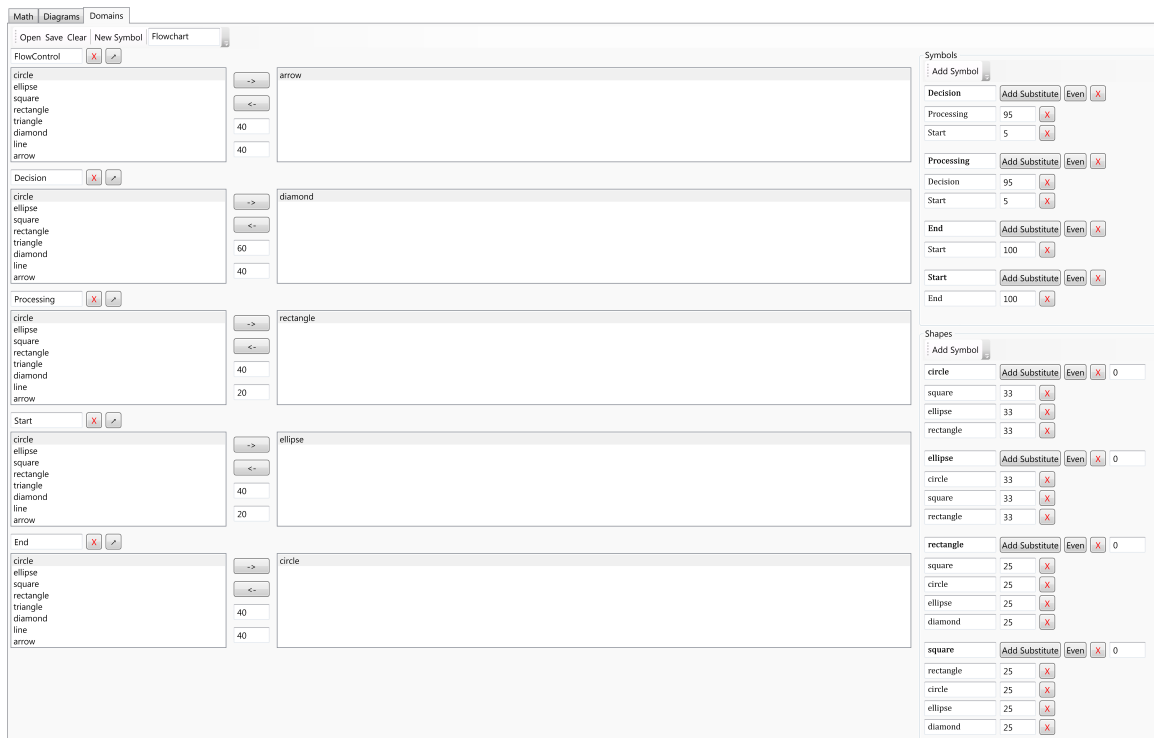 Math Diagrams Domains
Open Save Clear New Symbol Flowchart
FlowControl X
circle
ellipse
square
rectangle
triangle
diamond
line
arrow
->
<-
40
40
arrow
Decision X
circle
ellipse
square
rectangle
triangle
diamond
line
arrow
->
<-
60
40
diamond
Processing X
circle
ellipse
square
rectangle
triangle
diamond
line
arrow
->
<-
40
20
rectangle
Start X
circle
ellipse
square
rectangle
triangle
diamond
line
arrow
->
<-
40
20
ellipse
End X
circle
ellipse
square
rectangle
triangle
diamond
line
arrow
->
<-
40
40
circle
Symbols
Add Symbol
Decision Add Substitute Even X
Processing 95 X
Start 5 X
Processing Add Substitute Even X
Decision 95 X
Start 5 X
End Add Substitute Even X
Start 100 X
Start Add Substitute Even X
End 100 X
Shapes
Add Symbol
circle Add Substitute Even X 0
square 33 X
ellipse 33 X
rectangle 33 X
ellipse Add Substitute Even X 0
circle 33 X
square 33 X
rectangle 33 X
rectangle Add Substitute Even X 0
square 25 X
circle 25 X
ellipse 25 X
diamond 25 X
square Add Substitute Even X 0
rectangle 25 X
circle 25 X
ellipse 25 X
diamond 25 X